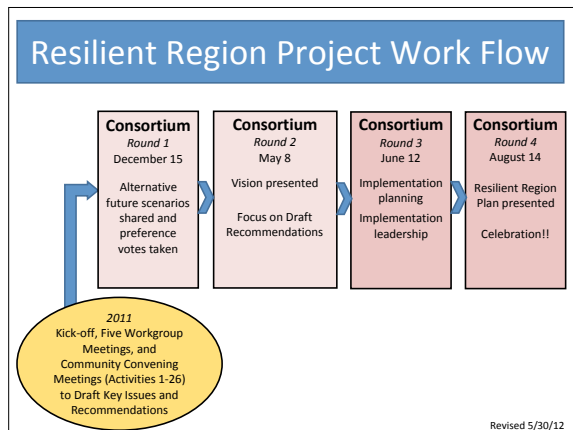 Resilient Region Project Work Flow
Consortium
Round 1
December 15
Alternative
future scenarios
shared and
preference
votes taken
Consortium
Round 2
May 8
Vision presented
Focus on Draft
Recommendations
Consortium
Round 3
June 12
Implementation
planning
Implementation
leadership
Consortium
Round 4
August 14
Resilient Region
Plan presented
Celebration!!
2011
Kick-off, Five Workgroup
Meetings, and
Community Convening
Meetings (Activities 1-26)
to Draft Key Issues and
Recommendations
Revised 5/30/12